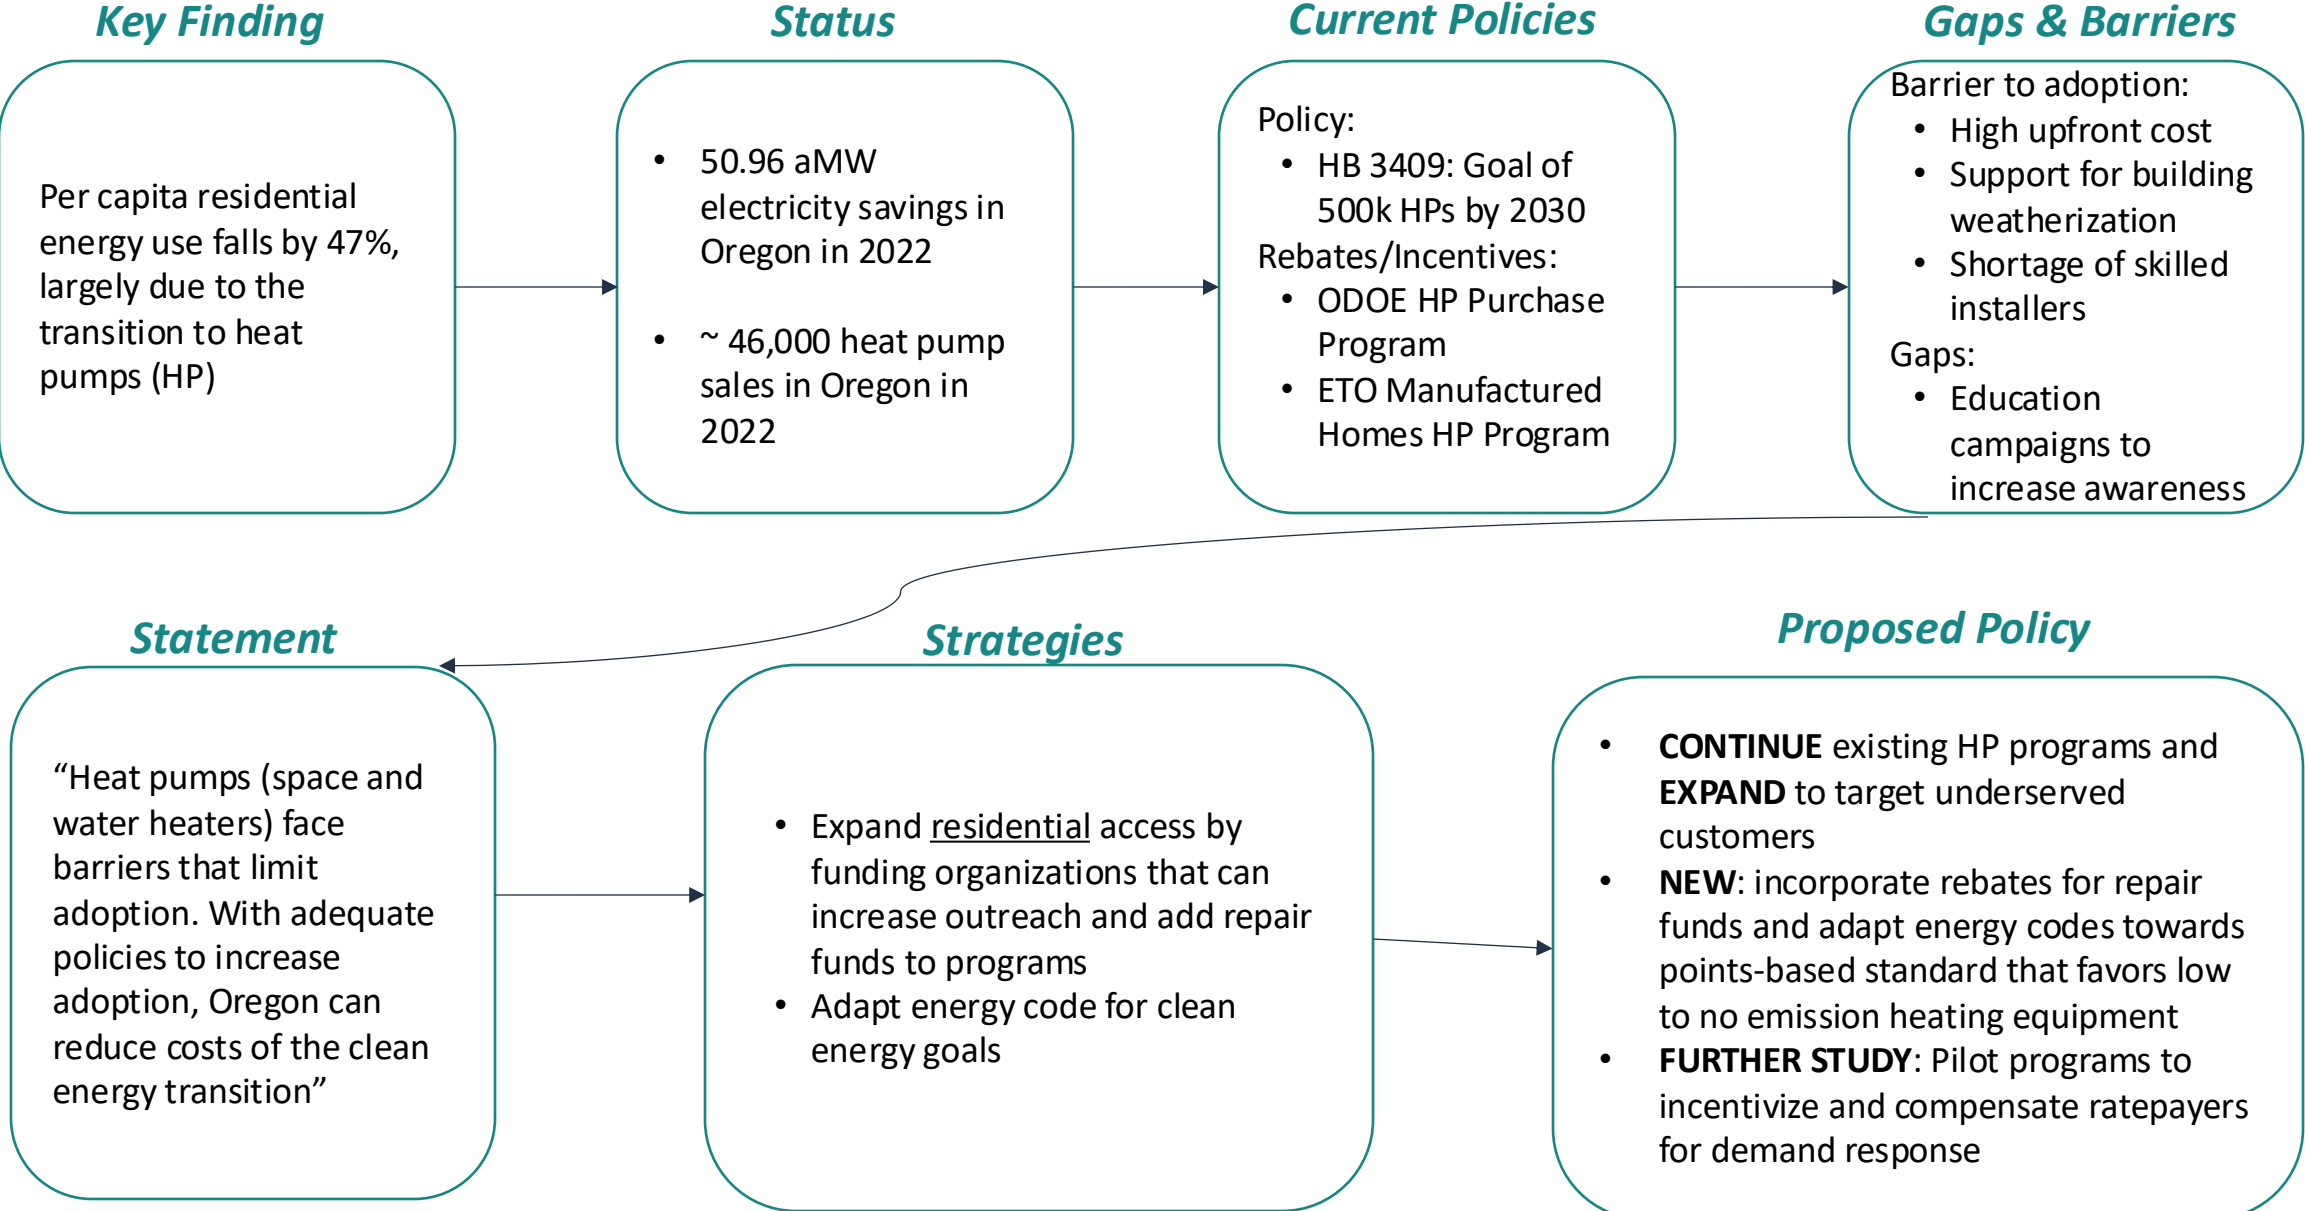 Key Finding
Per capita residential
energy use falls by 47%,
largely due to the
transition to heat
pumps (HP)
Status
• 50.96 aMW
electricity savings in
Oregon in 2022
• ~ 46,000 heat pump
sales in Oregon in
2022
Current Policies
Policy:
• HB 3409: Goal of
500k HPs by 2030
Rebates/Incentives:
• ODOE HP Purchase
Program
• ETO Manufactured
Homes HP Program
Gaps & Barriers
Barrier to adoption:
• High upfront cost
• Support for building
weatherization
• Shortage of skilled
installers
Gaps:
• Education
campaigns to
increase awareness
Statement
“Heat pumps (space and
water heaters) face
barriers that limit
adoption. With adequate
policies to increase
adoption, Oregon can
reduce costs of the clean
energy transition”
Strategies
• Expand residential access by
funding organizations that can
increase outreach and add repair
funds to programs
• Adapt energy code for clean
energy goals
Proposed Policy
• CONTINUE existing HP programs and
EXPAND to target underserved
customers
• NEW: incorporate rebates for repair
funds and adapt energy codes towards
points-based standard that favors low
to no emission heating equipment
• FURTHER STUDY: Pilot programs to
incentivize and compensate ratepayers
for demand response